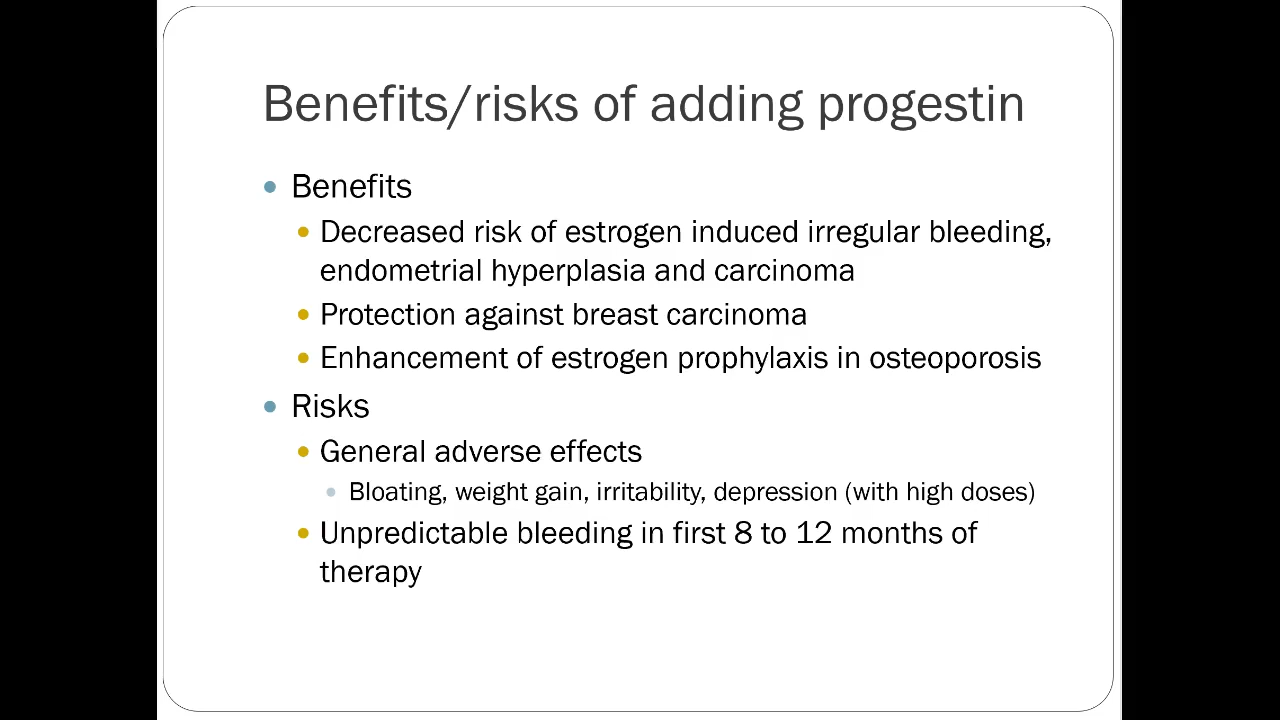 Benefits/risks of adding progestin
Benefits
Decreased risk of estrogen induced irregular bleeding,
endometrial hyperplasia and carcinoma
Protection against breast carcinoma
Enhancement of estrogen prophylaxis in osteoporosis
Risks
General adverse effects
Bloating, weight gain, irritability, depression (with high doses)
Unpredictable bleeding in first 8 to 12 months of
therapy